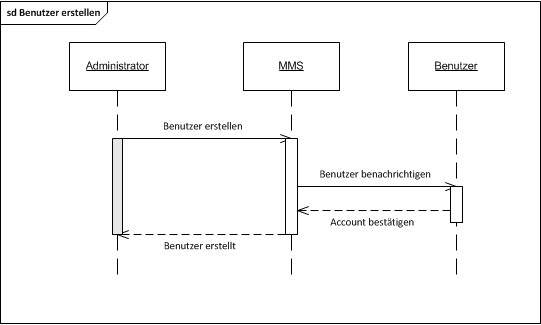 sd Benutzer erstellen
Administrator
MMS
Benutzer
Benutzer erstellen
Benutzer benachrichtigen
Account bestätigen
Benutzer erstellt